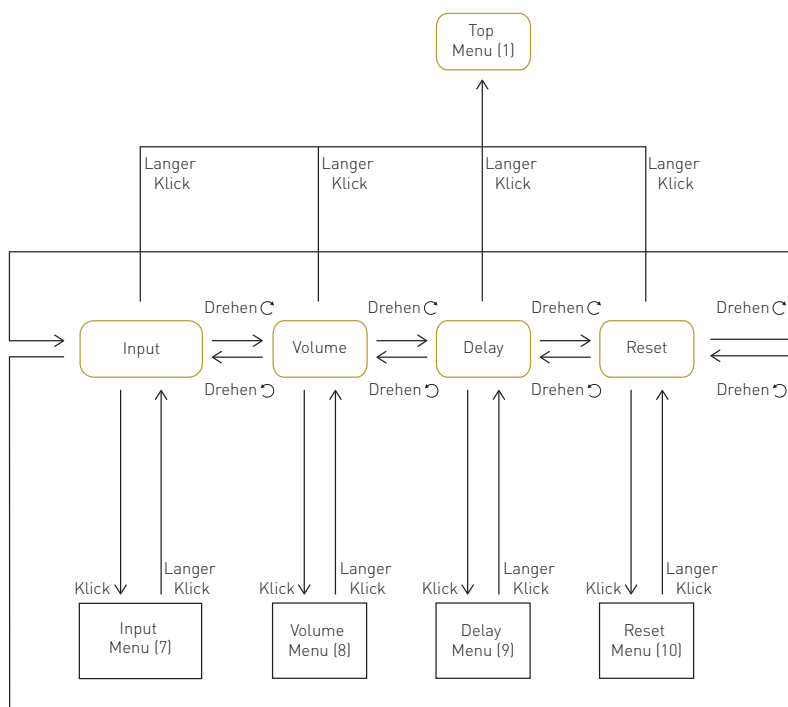 Top
Menu (1)
Langer
Klick
Langer
Klick
Langer
Klick
Langer
Klick
Drehen
Drehen
Drehen
Drehen
Input
Volume
Delay
Reset
Drehen
Drehen
Drehen
Drehen
Klick
Langer
Klick
Klick
Langer
Klick
Klick
Langer
Klick
Klick
Langer
Klick
Input
Menu (7)
Volume
Menu (8)
Delay
Menu (9)
Reset
Menu (10)